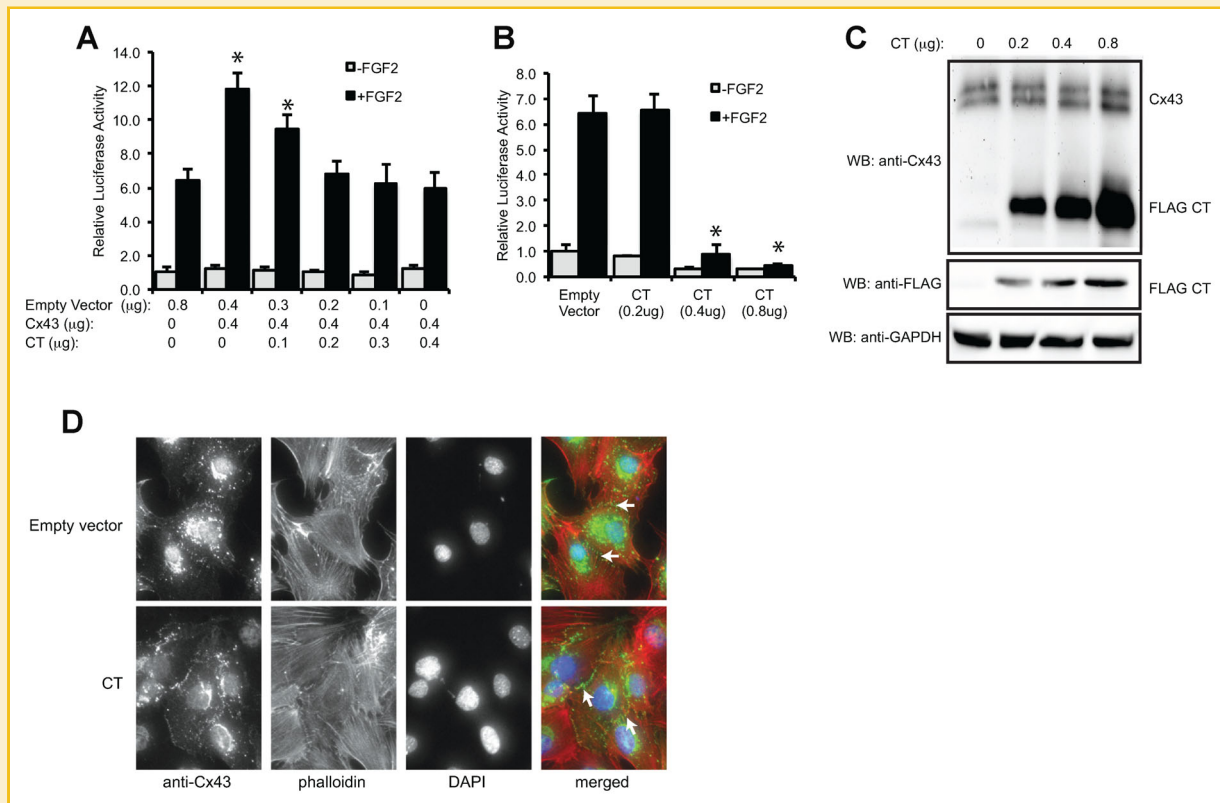 A
14.0
12.0
10.0
8.0
6.0
4.0
2.0
0.0
Relative Luciferase Activity
* *
-FGF2
+FGF2
Empty Vector (μg): 0.8 0.4 0.3 0.2 0.1 0
Cx43 (μg): 0 0.4 0.4 0.4 0.4 0.4
CT (μg): 0 0 0.1 0.2 0.3 0.4
B
8.0
7.0
6.0
5.0
4.0
3.0
2.0
1.0
0.0
Relative Luciferase Activity
-FGF2
+FGF2
* *
Empty Vector
CT (0.2ug)
CT (0.4ug)
CT (0.8ug)
C
CT (μg): 0 0.2 0.4 0.8
Cx43
WB: anti-Cx43
FLAG CT
WB: anti-FLAG
FLAG CT
WB: anti-GAPDH
D
Empty vector
CT
anti-Cx43 phalloidin DAPI merged